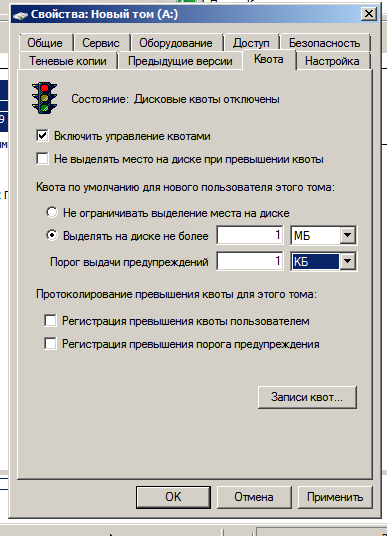 Свойства: Новый том (A:)
Общие Сервис Оборудование Доступ Безопасность
Теневые копии Предыдущие версии Квота Настройка
Состояние: Дисковые квоты отключены
Включить управление квотами
Не выделять место на диске при превышении квоты
Квота по умолчанию для нового пользователя этого тома:
Не ограничивать выделение места на диске
Выделять на диске не более 1 МБ
Порог выдачи предупреждений 1 КБ
Протоколирование превышения квоты для этого тома:
Регистрация превышения квоты пользователем
Регистрация превышения порога предупреждения
Записи квот...
OK Отмена Применить